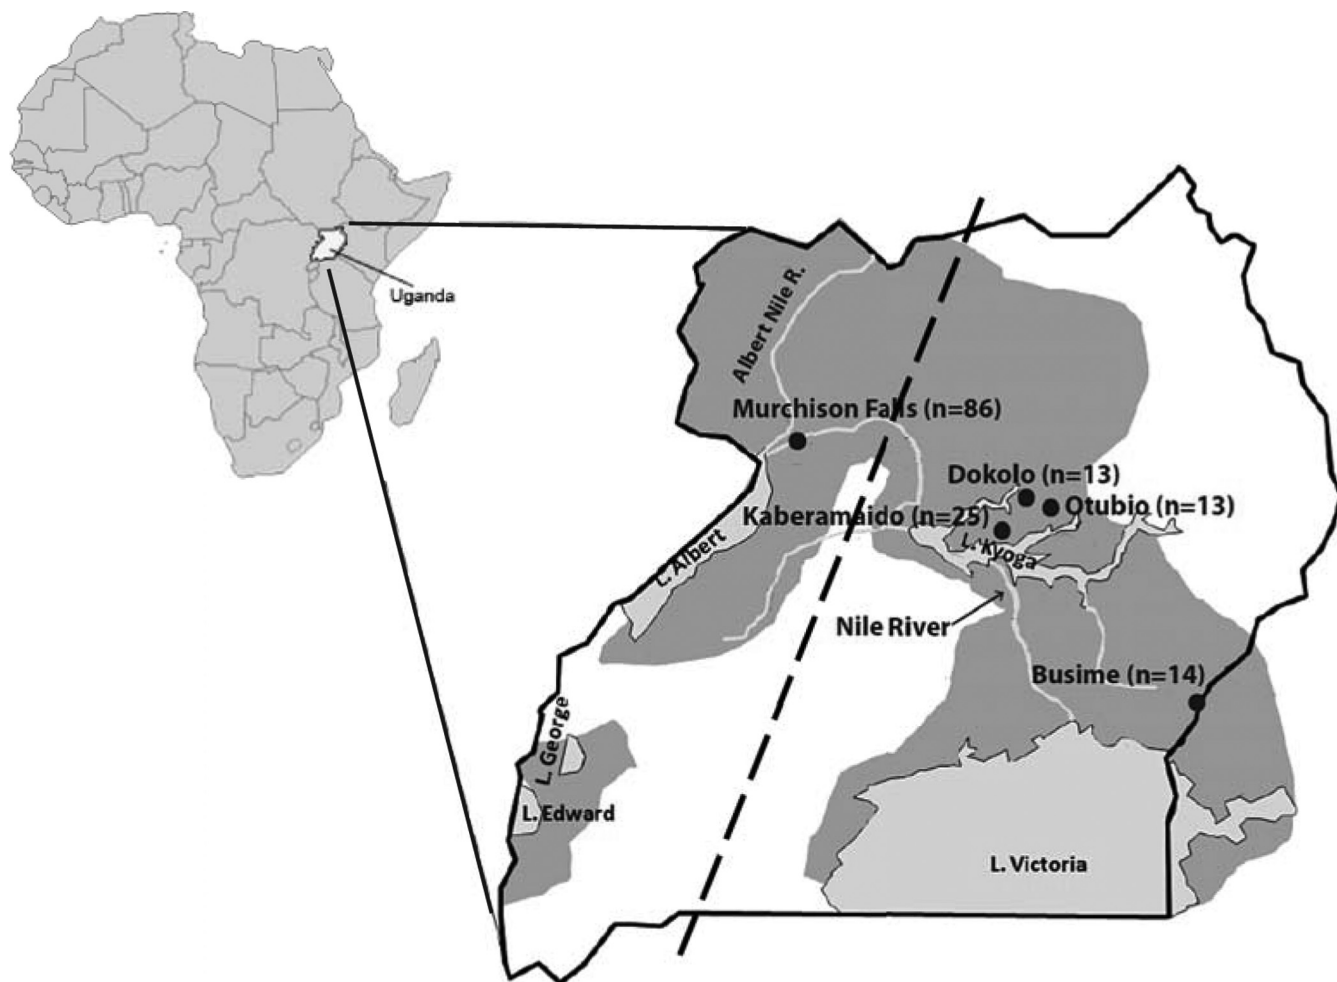 Uganda
Albert Nile R.
Murchison Falls (n=86)
Dokolo (n=13)
Otubio (n=13)
Kaberamaido (n=25)
L. Kyoga
L. Albert
Nile River
Busime (n=14)
L. George
L. Edward
L. Victoria